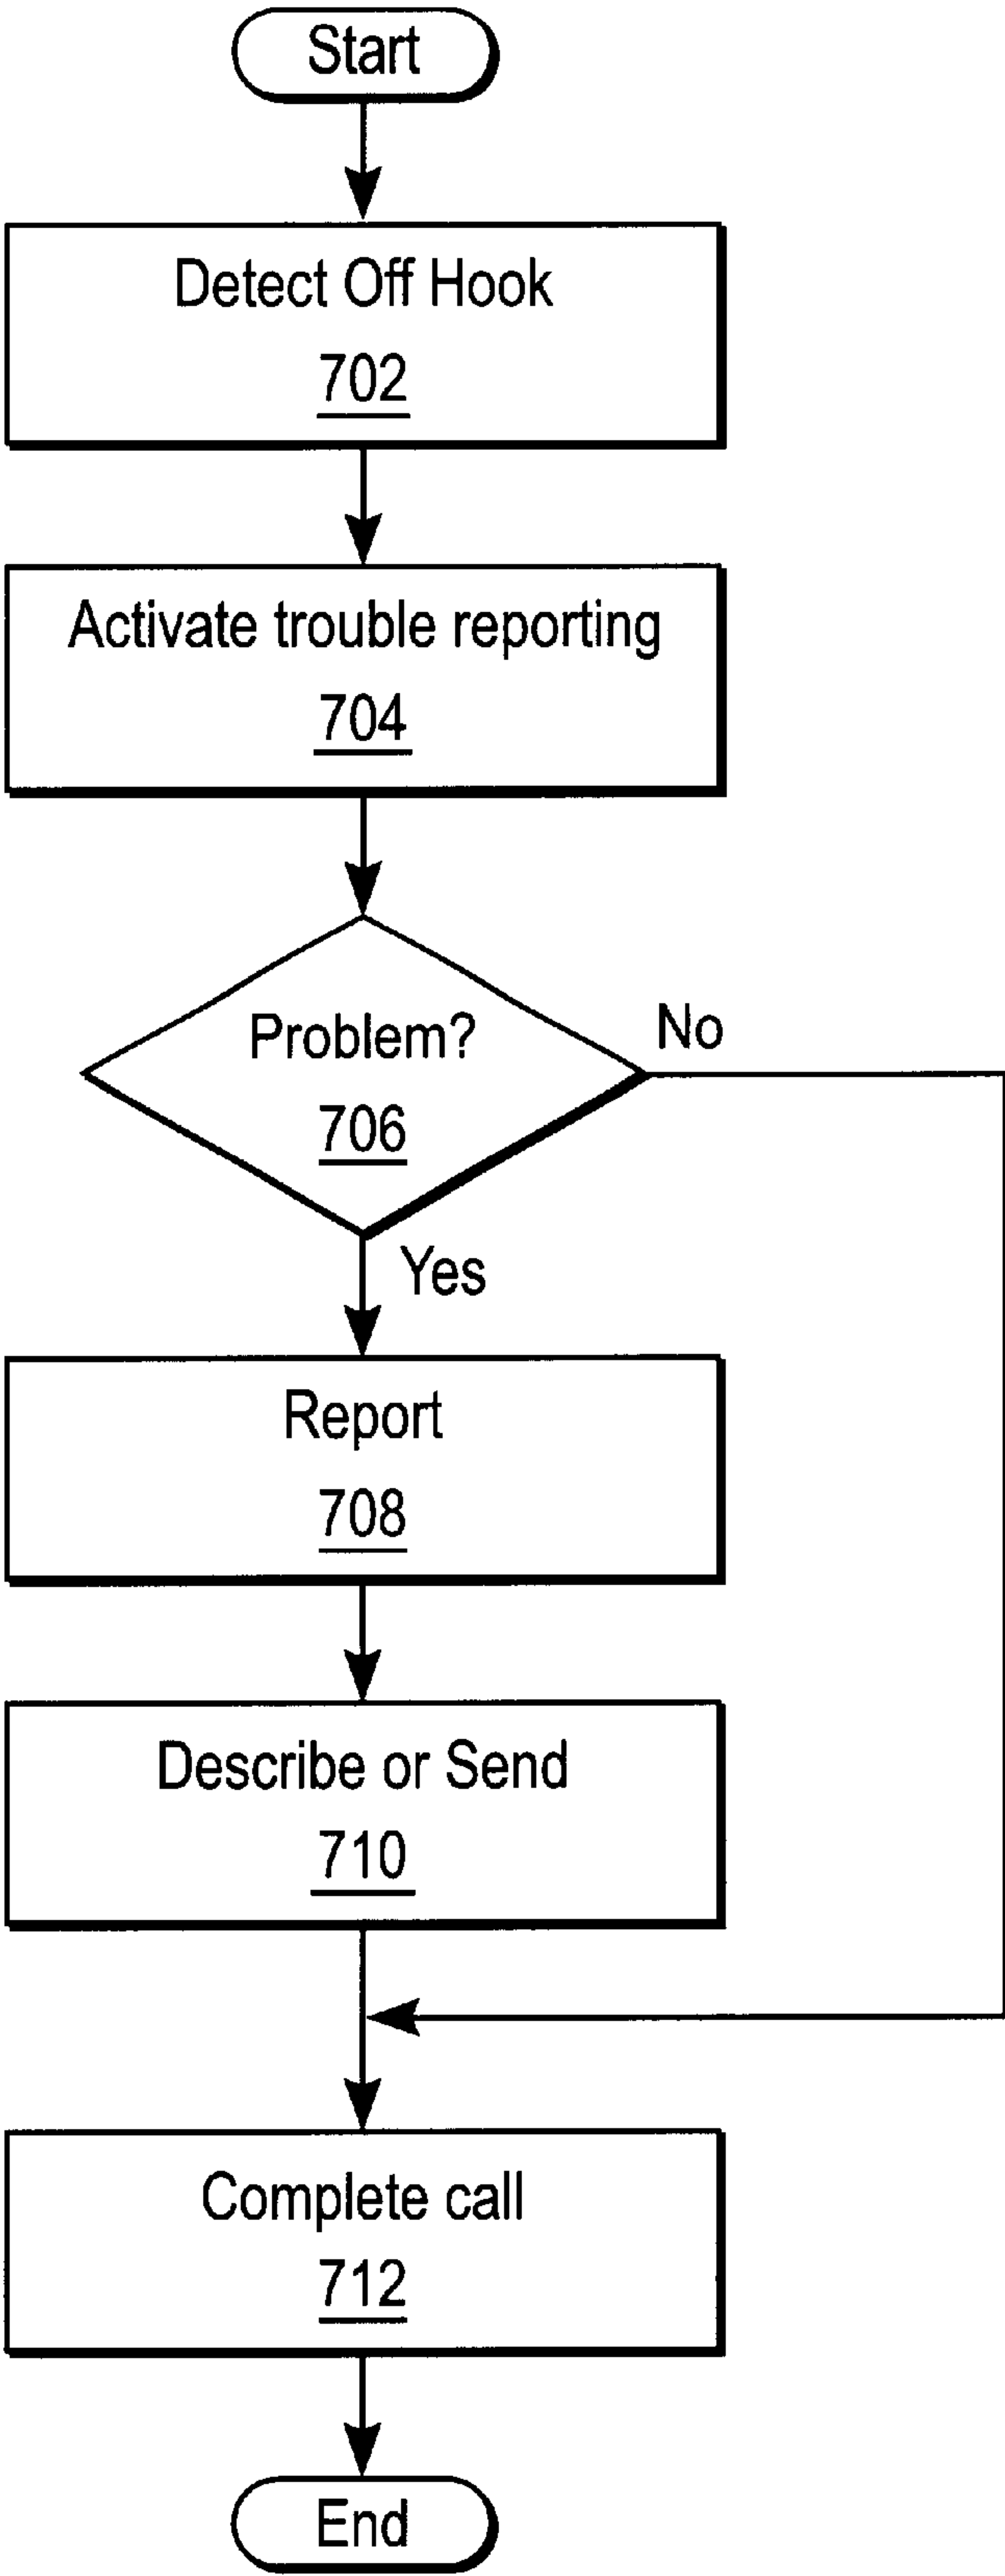 Start
Detect Off Hook
702
Activate trouble reporting
704
Problem?
706
No
Yes
Report
708
Describe or Send
710
Complete call
712
End